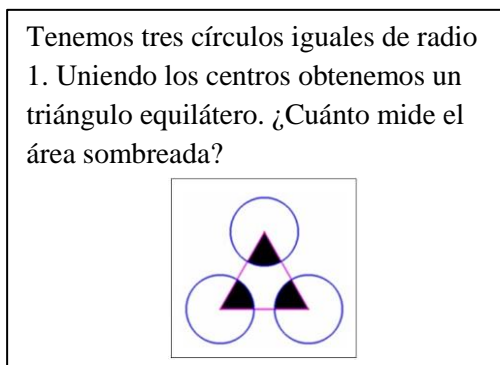 Tenemos tres círculos iguales de radio
1. Uniendo los centros obtenemos un
triángulo equilátero. ¿Cuánto mide el
área sombreada?